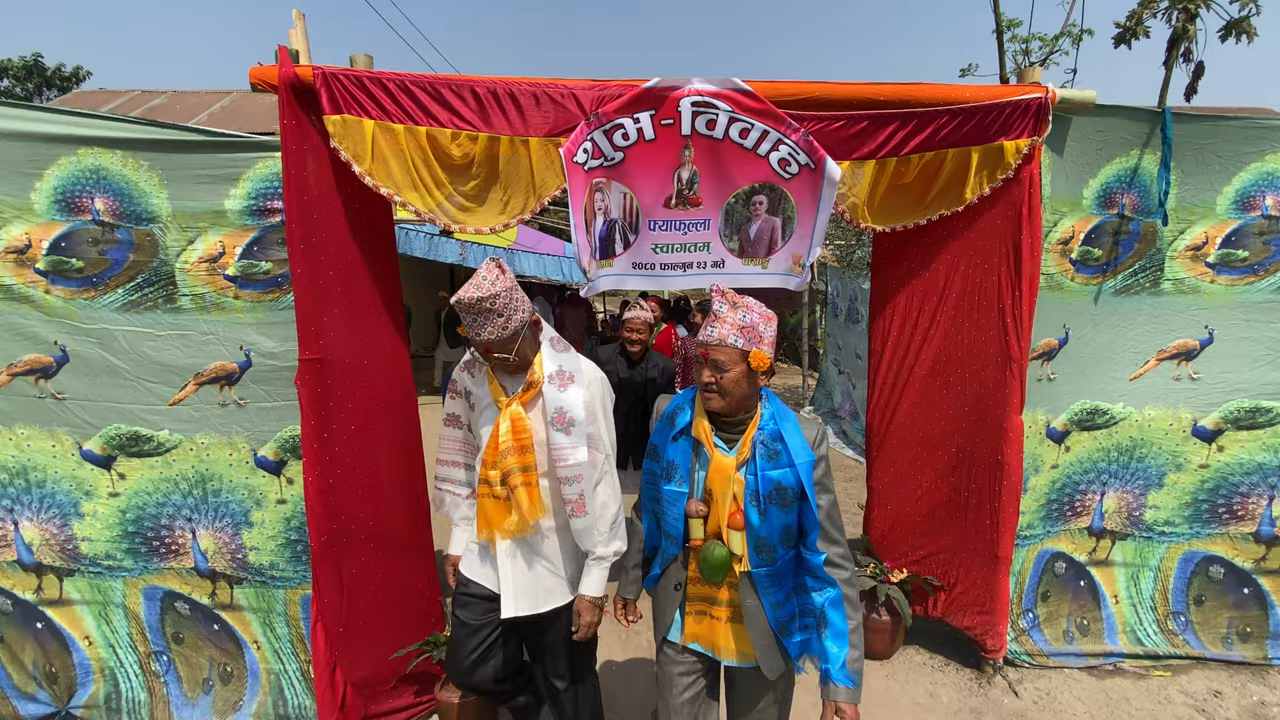 शुभ-विवाह
फ्याफुल्ला
स्वागतम्
२०८० फाल्गुन २३ गते